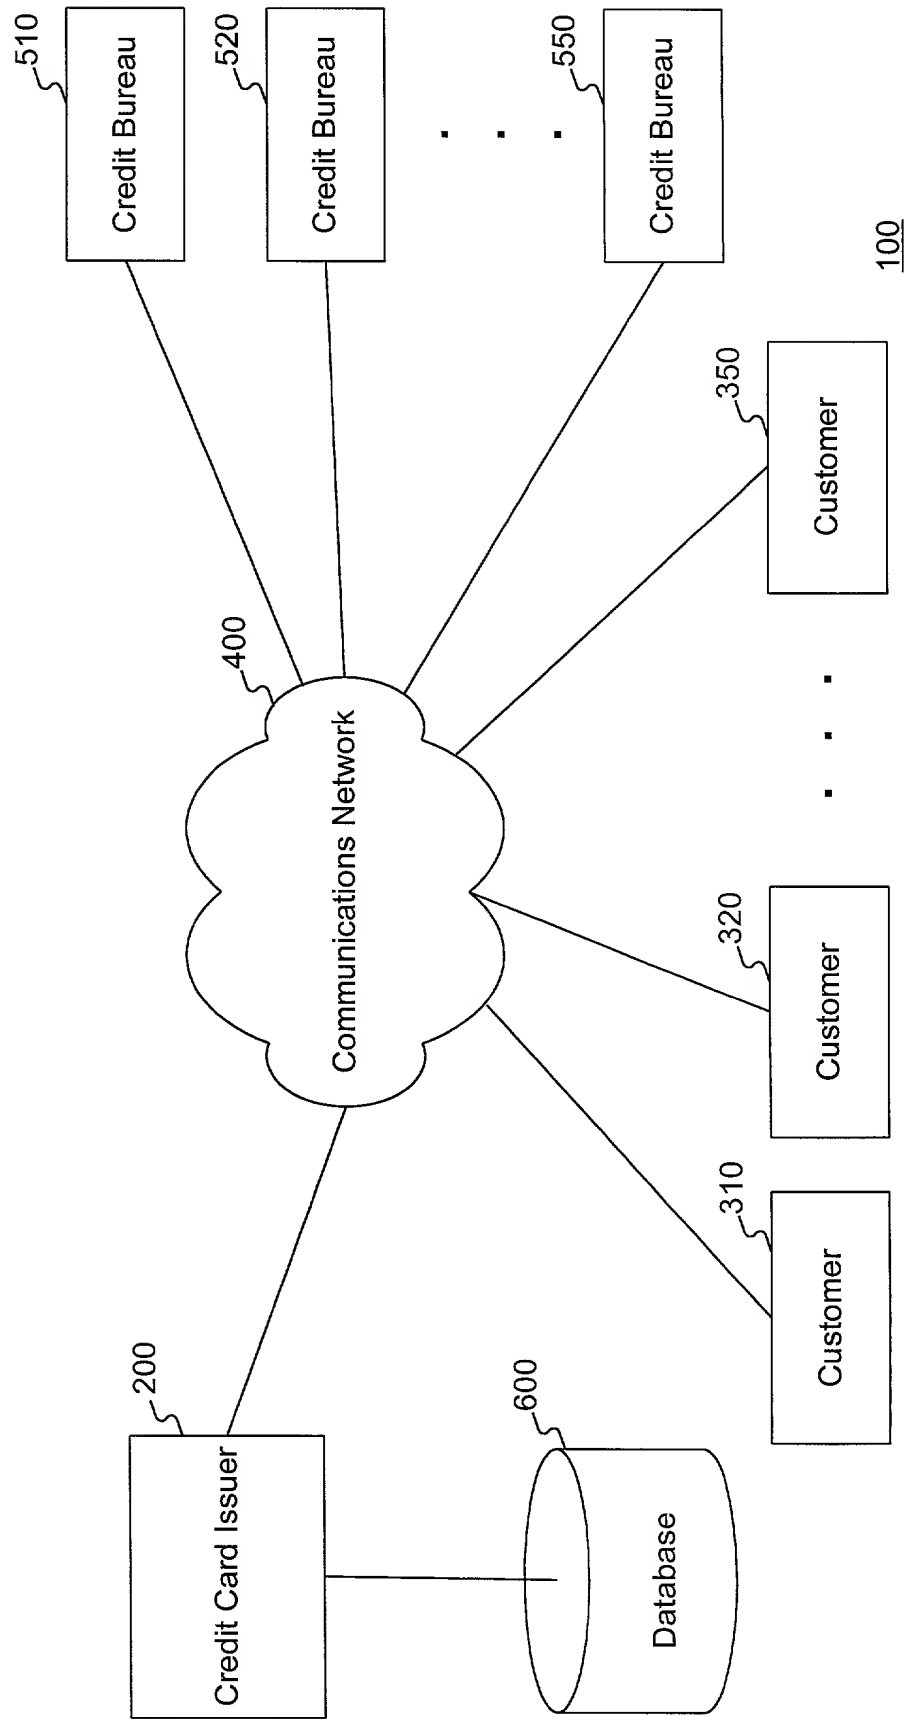 200
Credit Card Issuer
600
Database
400
Communications Network
510
Credit Bureau
520
Credit Bureau
550
Credit Bureau
310
Customer
320
Customer
350
Customer
100